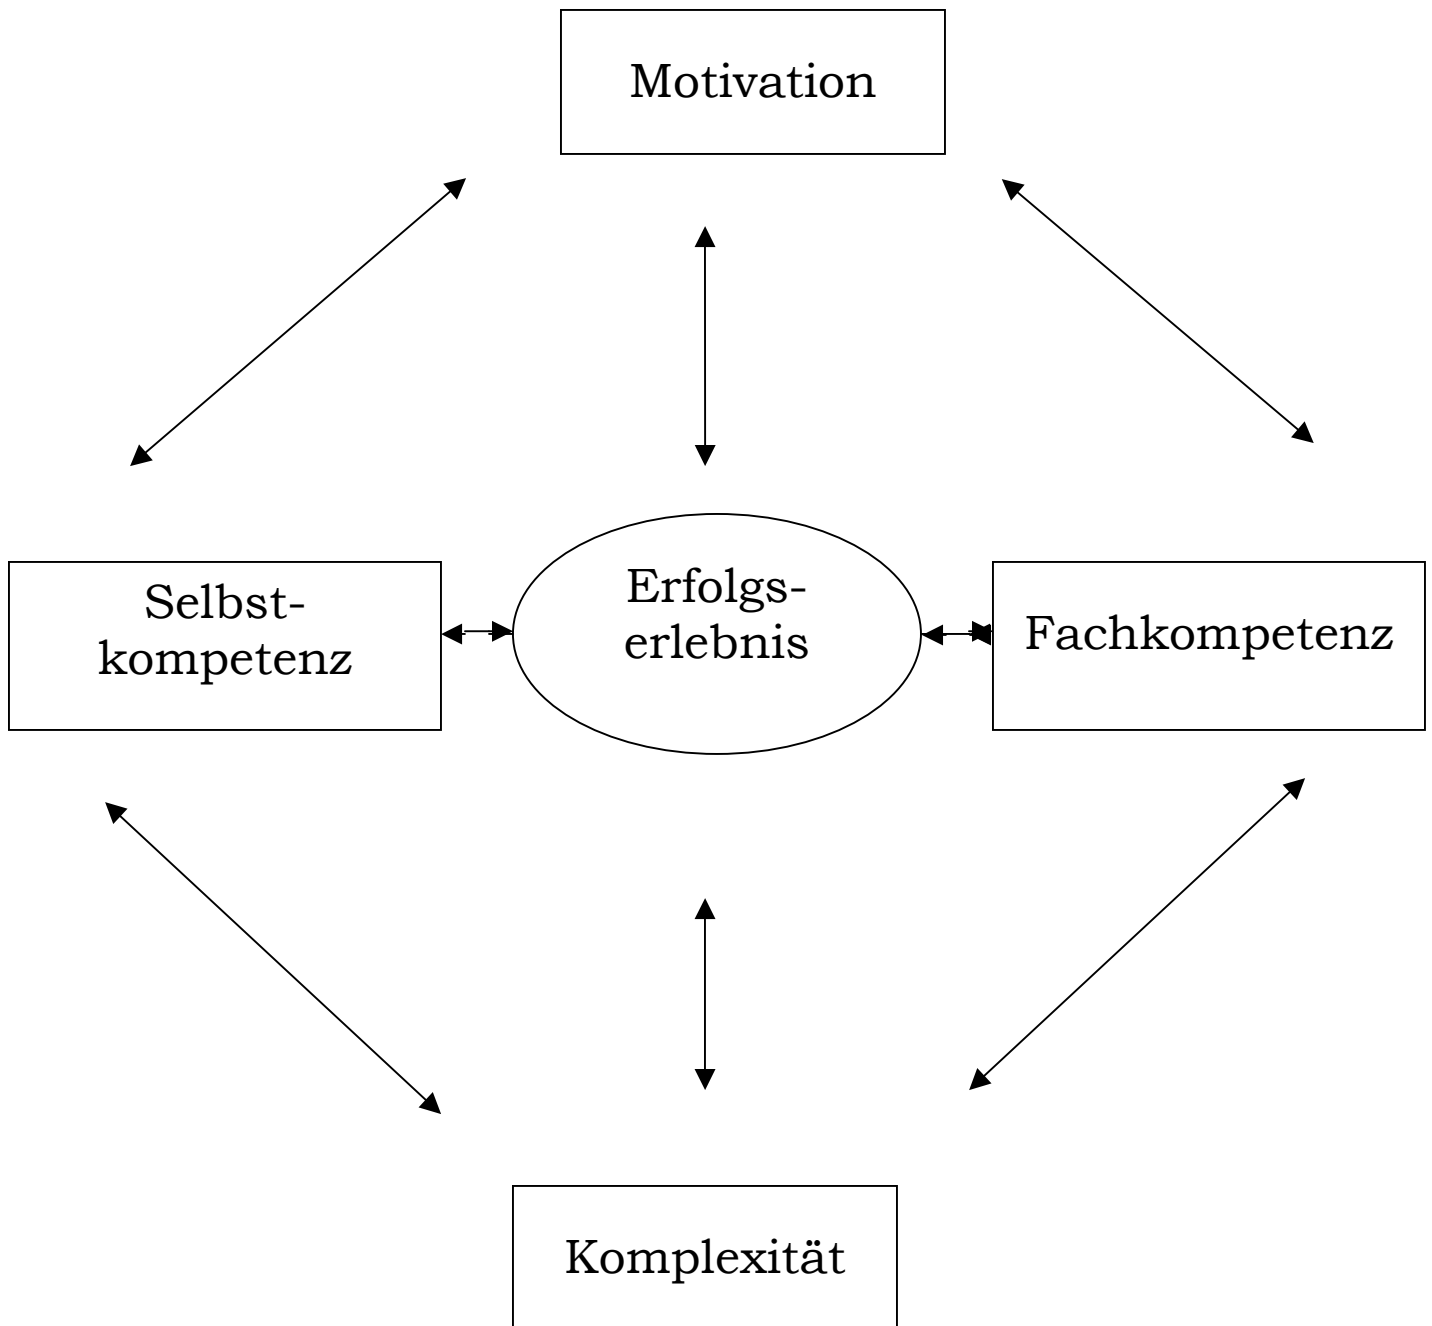 Motivation
Selbst-
kompetenz
Erfolgs-
erlebnis
Fachkompetenz
Komplexität